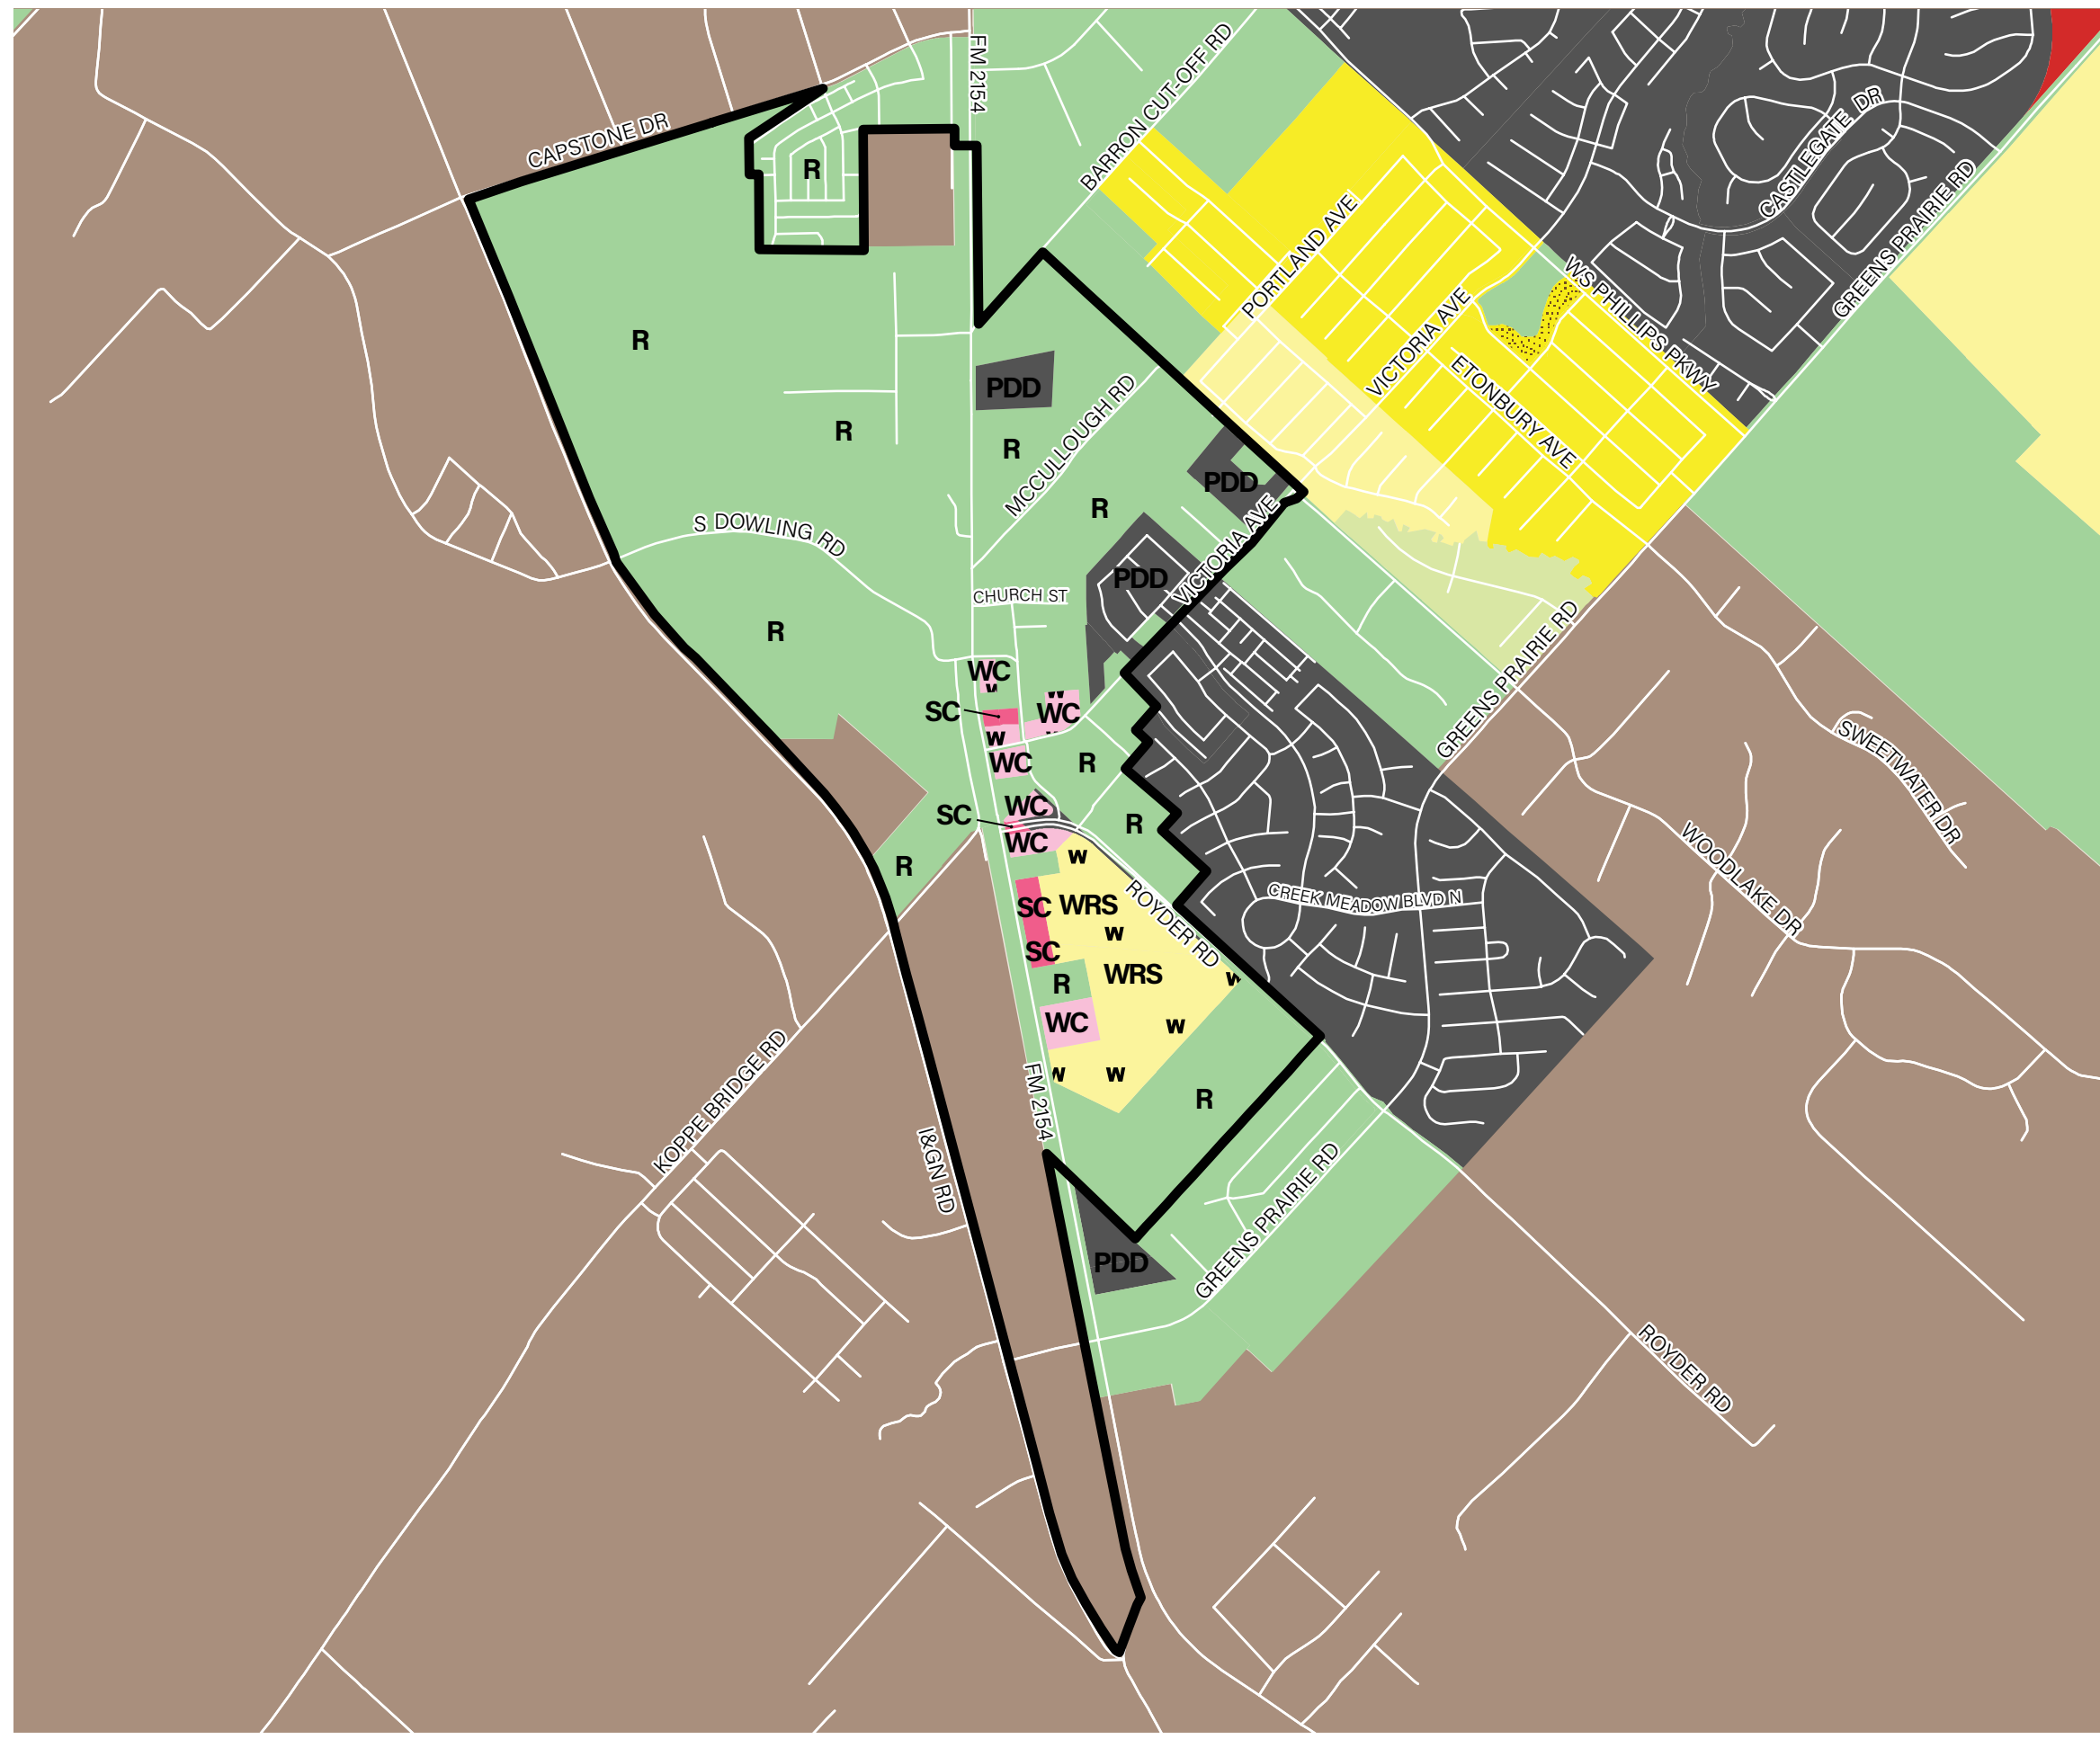 FM 2154
BARRON CUT-OFF RD
CAPSTONE DR
CASTLEGATE DR
R
PORTLAND AVE
GREENS PRAIRIE RD
WS PHILLIPS PKWY
VICTORIA AVE
R
PDD
ETONBURY AVE
MCCULLOUGH RD
R
R
PDD
R
S DOWLING RD
VICTORIA AVE
PDD
CHURCH ST
R
GREENS PRAIRIE RD
WC
W
W
SC
WC
W
WC
R
SWEETWATER DR
WC
SC
R
WC
W
R
WOODLAKE DR
SC
WRS
ROYDER RD
CREEK MEADOW BLVD N
W
SC
WRS
W
R
WC
W
W
W
R
KOPPE BRIDGE RD
FM 2154
I&GN RD
GREENS PRAIRIE RD
PDD
ROYDER RD